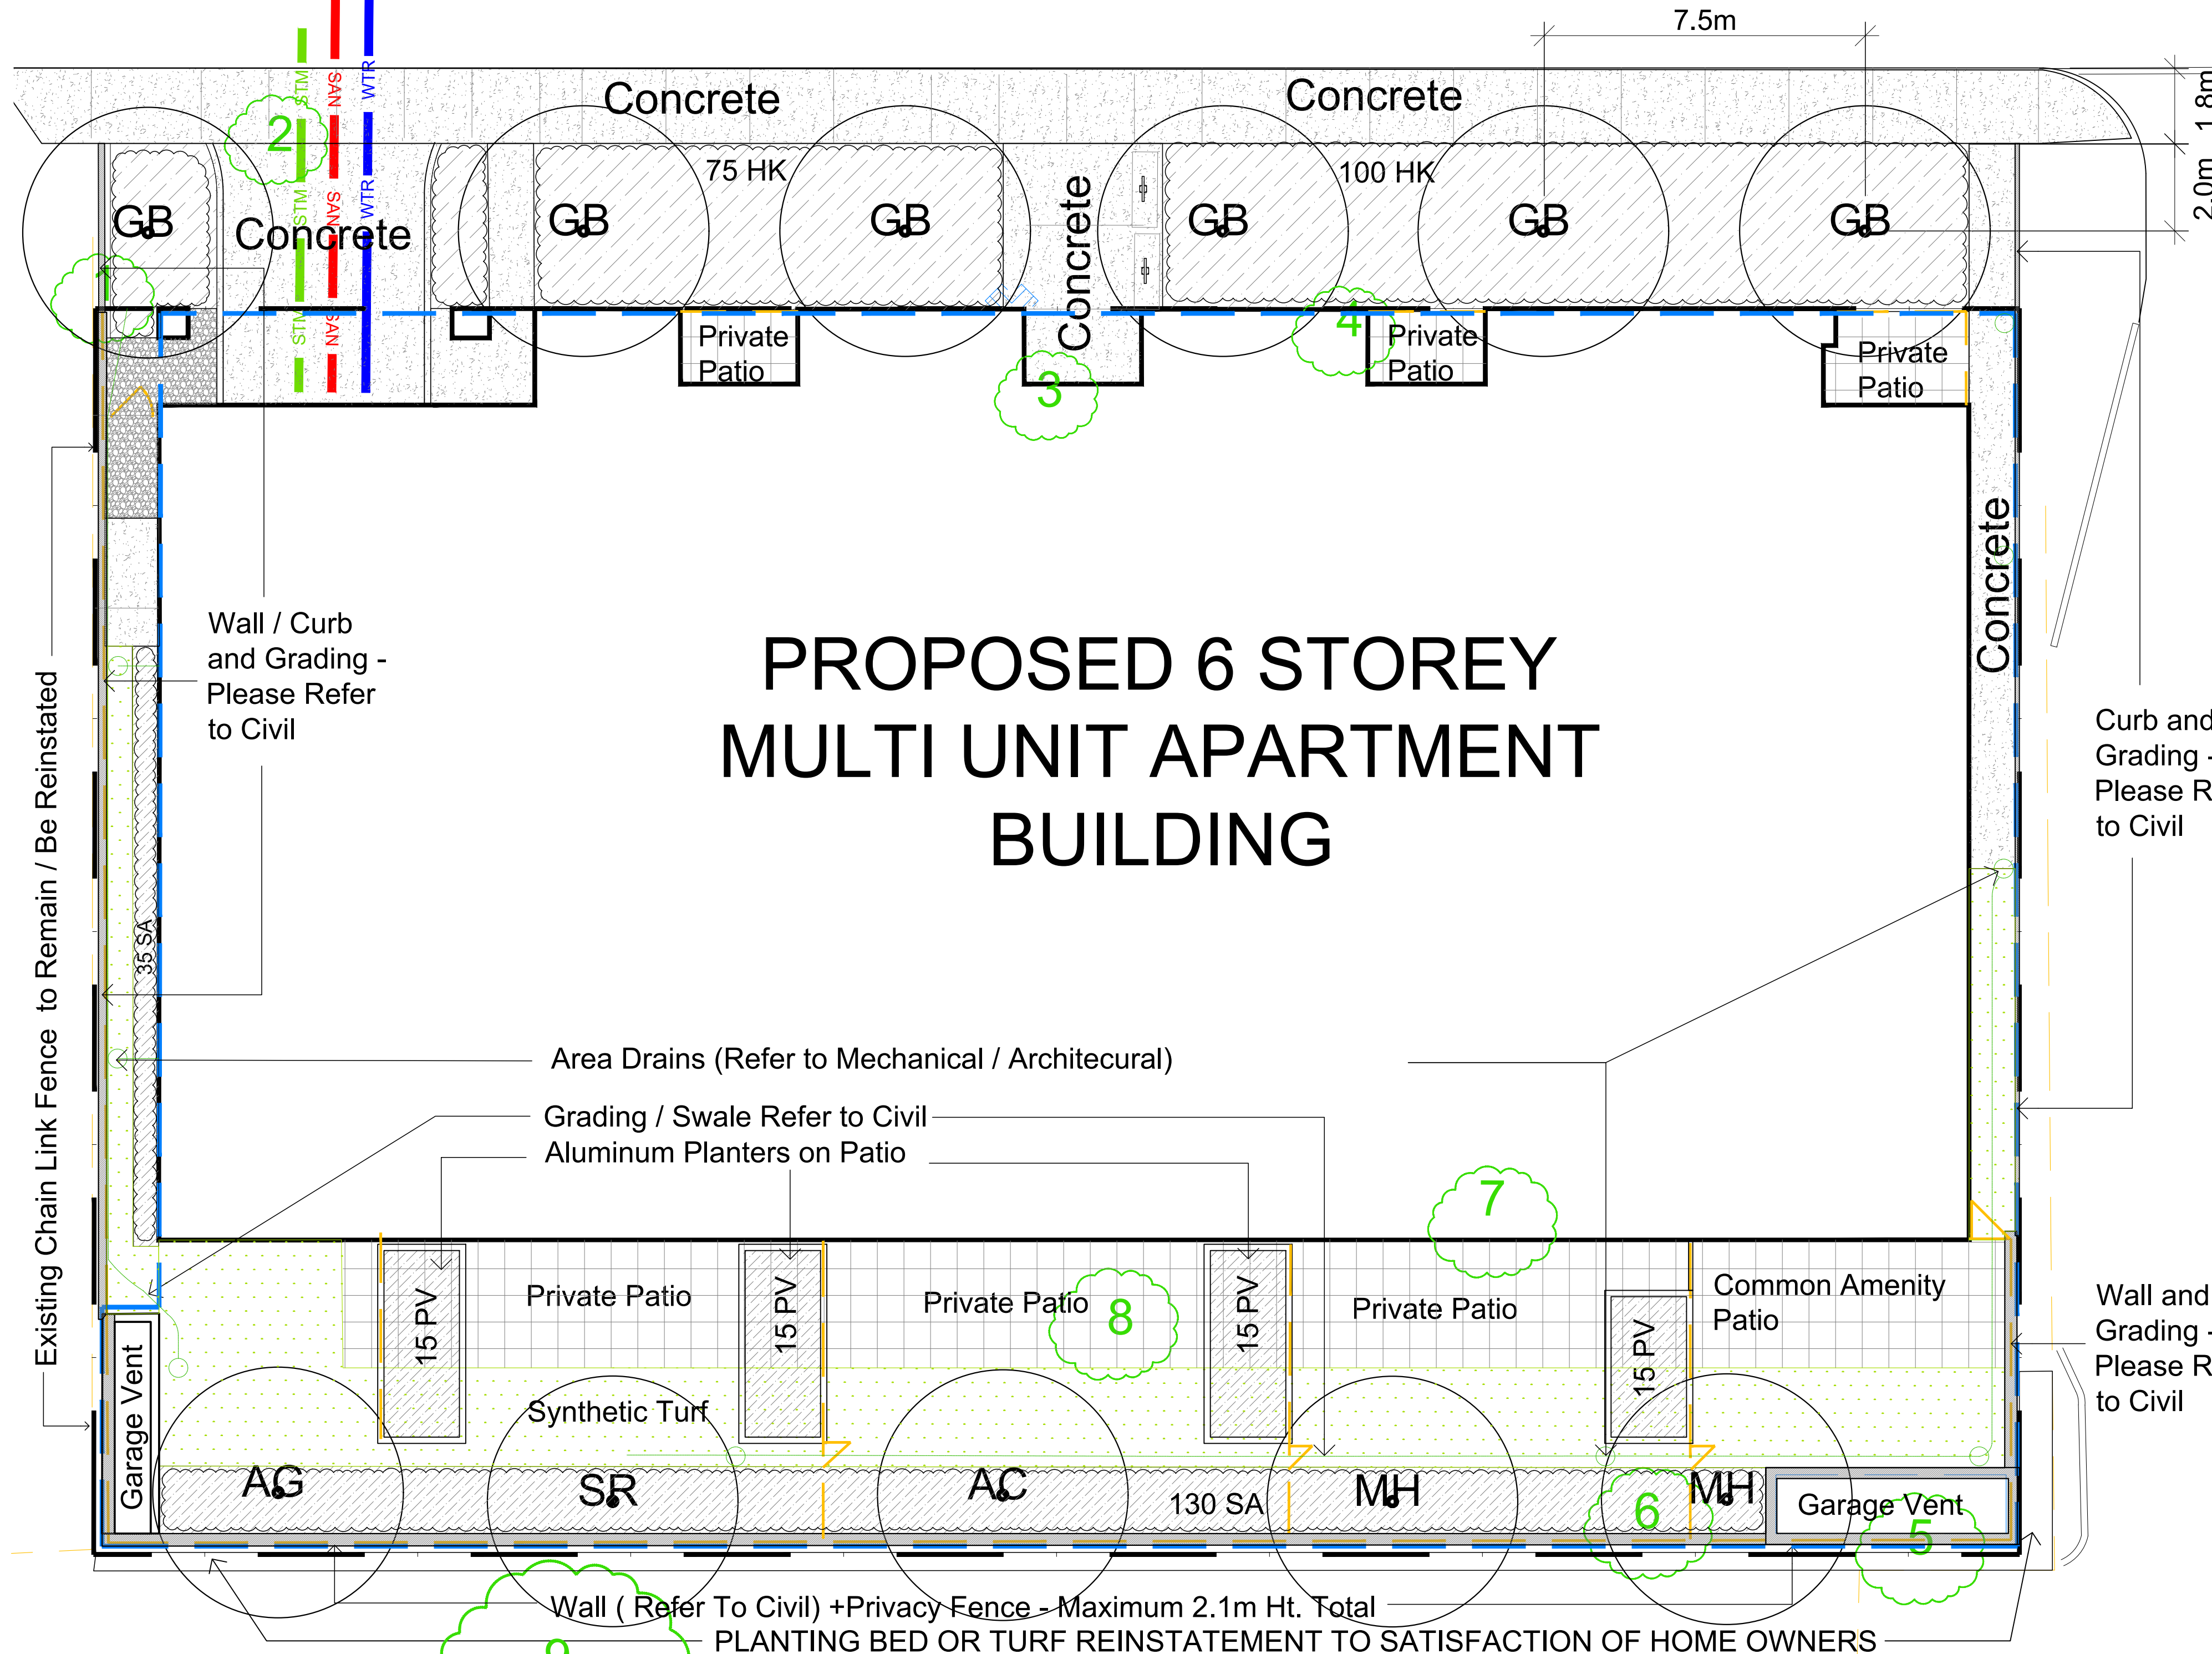 7.5m
1.8m
2.0m
STM
SAN
WTR
Concrete
Concrete
2
75 HK
100 HK
GB
GB
GB
GB
GB
GB
STM
SAN
WTR
Concrete
Concrete
1
STM
SAN
4
Private
Patio
Private
Patio
Private
Patio
3
Concrete
Wall / Curb
and Grading -
Please Refer
to Civil
PROPOSED 6 STOREY
MULTI UNIT APARTMENT
BUILDING
Existing Chain Link Fence to Remain / Be Reinstated
35 SA
Curb and
Grading -
Please R
to Civil
Area Drains (Refer to Mechanical / Architecural)
Grading / Swale Refer to Civil
Aluminum Planters on Patio
7
15 PV
Private Patio
15 PV
Private Patio
8
15 PV
Private Patio
15 PV
Common Amenity
Patio
Wall and
Grading -
Please R
to Civil
Garage Vent
Synthetic Turf
AG
SR
AC
130 SA
MH
6
MH
Garage Vent
5
Wall ( Refer To Civil) +Privacy Fence - Maximum 2.1m Ht. Total
PLANTING BED OR TURF REINSTATEMENT TO SATISFACTION OF HOME OWNERS